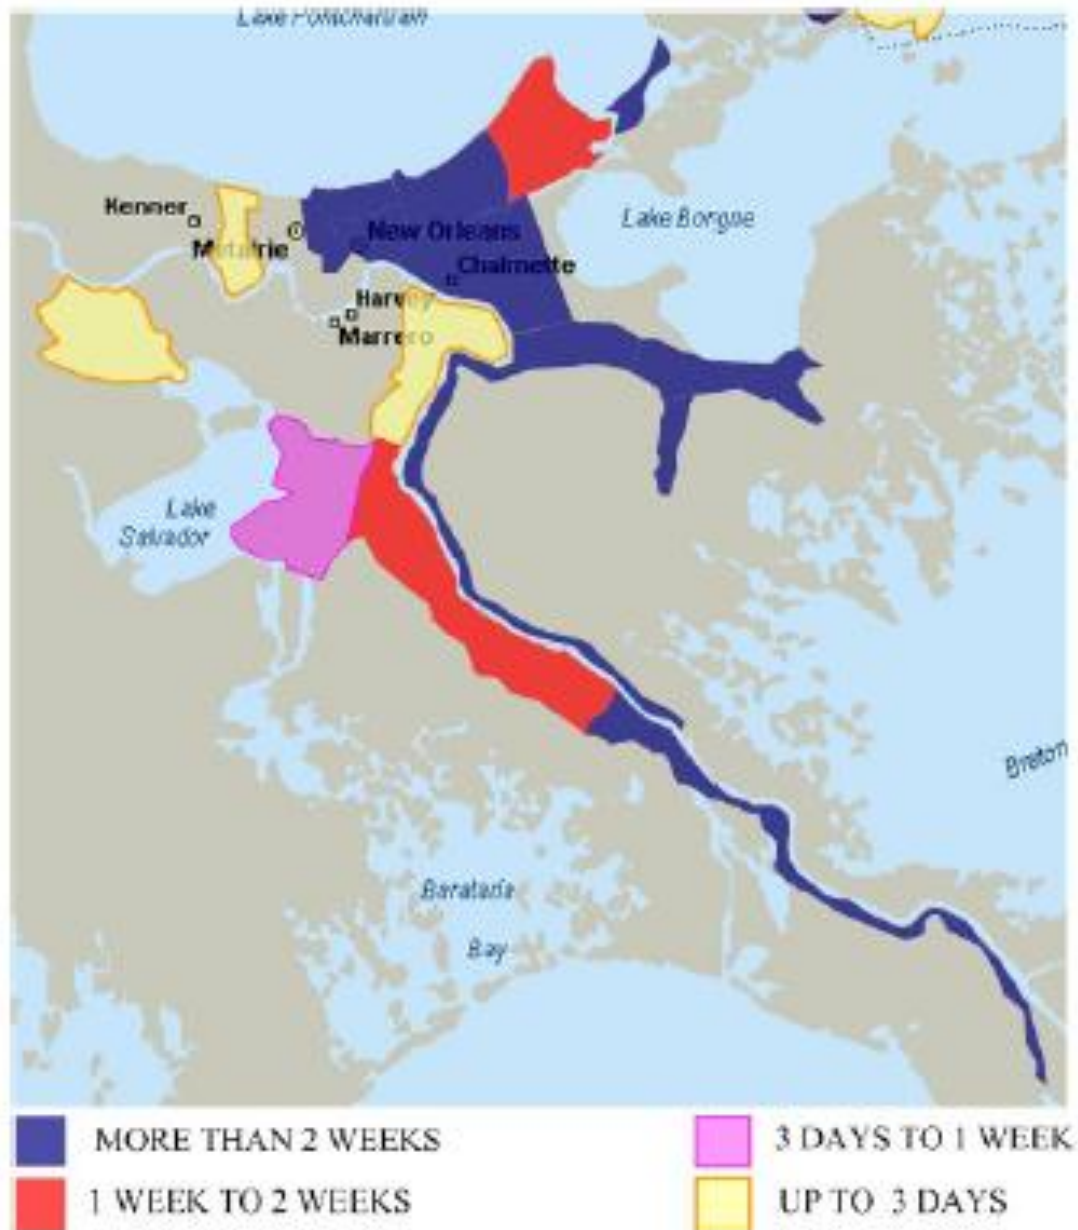 Lake Pontchartrain
Kenner
Metairie
New Orleans
Lake Borgne
Chalmette
Harvey
Marrero
Lake
Salvador
Breton
Barataria
Bay
MORE THAN 2 WEEKS
3 DAYS TO 1 WEEK
1 WEEK TO 2 WEEKS
UP TO 3 DAYS